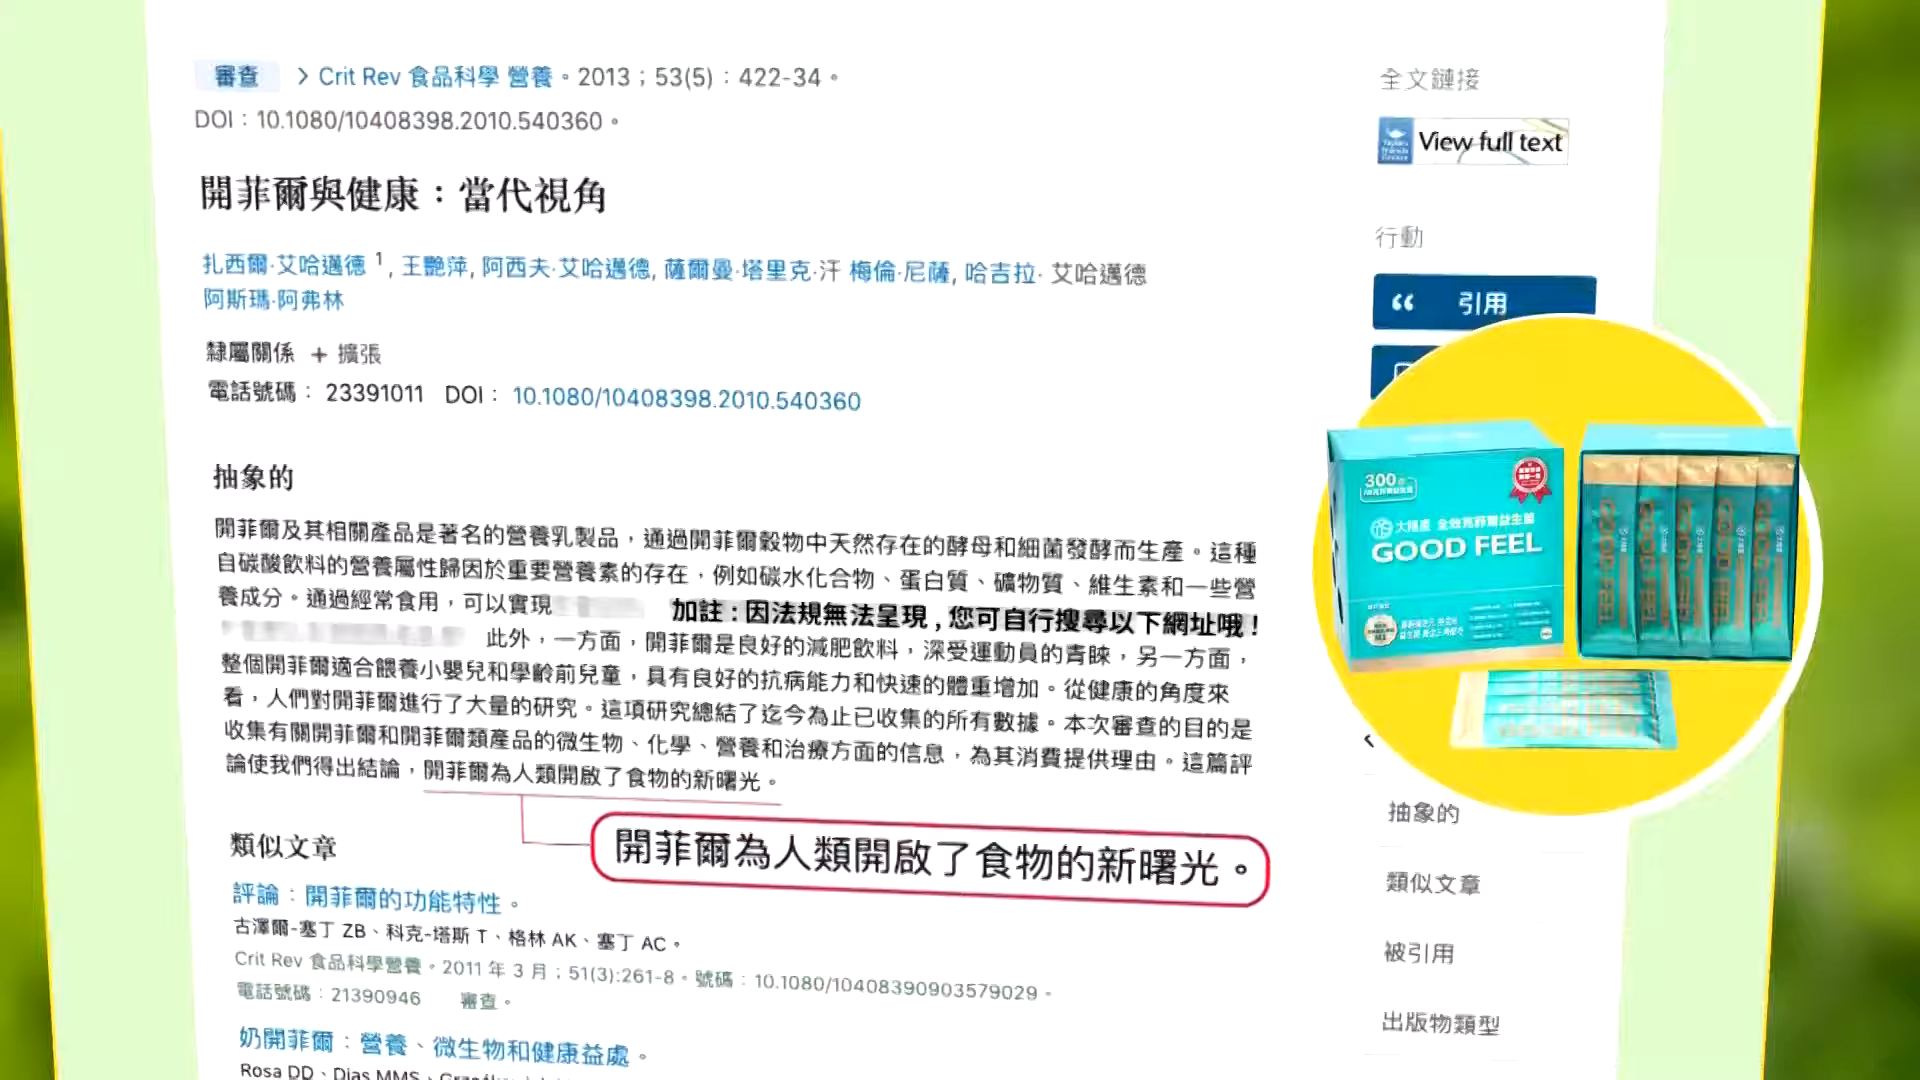 審查 > Crit Rev 食品科學 營養。2013；53(5)：422-34。
DOI：10.1080/10408398.2010.540360。
開菲爾與健康：當代視角
扎西爾·艾哈邁德 1, 王艷萍, 阿西夫·艾哈邁德, 薩爾曼·塔里克·汗 梅倫·尼薩, 哈吉拉· 艾哈邁德
阿斯瑪·阿弗林
隸屬關係 + 擴張
電話號碼： 23391011 DOI： 10.1080/10408398.2010.540360
抽象的
開菲爾及其相關產品是著名的營養乳製品，通過開菲爾穀物中天然存在的酵母和細菌發酵而生產。這種
自碳酸飲料的營養屬性歸因於重要營養素的存在，例如碳水化合物、蛋白質、礦物質、維生素和一些營
養成分。通過經常食用，可以實現
加註：因法規無法呈現，您可自行搜尋以下網址哦！
此外，一方面，開菲爾是良好的減肥飲料，深受運動員的青睞，另一方面，
整個開菲爾適合餵養小嬰兒和學齡前兒童，具有良好的抗病能力和快速的體重增加。從健康的角度來
看，人們對開菲爾進行了大量的研究。這項研究總結了迄今為止已收集的所有數據。本次審查的目的是
收集有關開菲爾和開菲爾類產品的微生物、化學、營養和治療方面的信息，為其消費提供理由。這篇評
論使我們得出結論，開菲爾為人類開啟了食物的新曙光。
開菲爾為人類開啟了食物的新曙光。
類似文章
評論：開菲爾的功能特性。
古澤爾-塞丁 ZB、科克-塔斯 T、格林 AK、塞丁 AC。
Crit Rev 食品科學營養。2011 年 3 月；51(3):261-8。號碼：10.1080/10408390903579029。
電話號碼：21390946 審查。
奶開菲爾：營養、微生物和健康益處。
Rosa DD、Dias MMS、
全文鏈接
View full text
行動
引用
300
大陽產 全效克菲爾益生菌
GOOD FEEL
GOOD FEEL
GOOD FEEL
GOOD FEEL
GOOD FEEL
GOOD FEEL
抽象的
類似文章
被引用
出版物類型